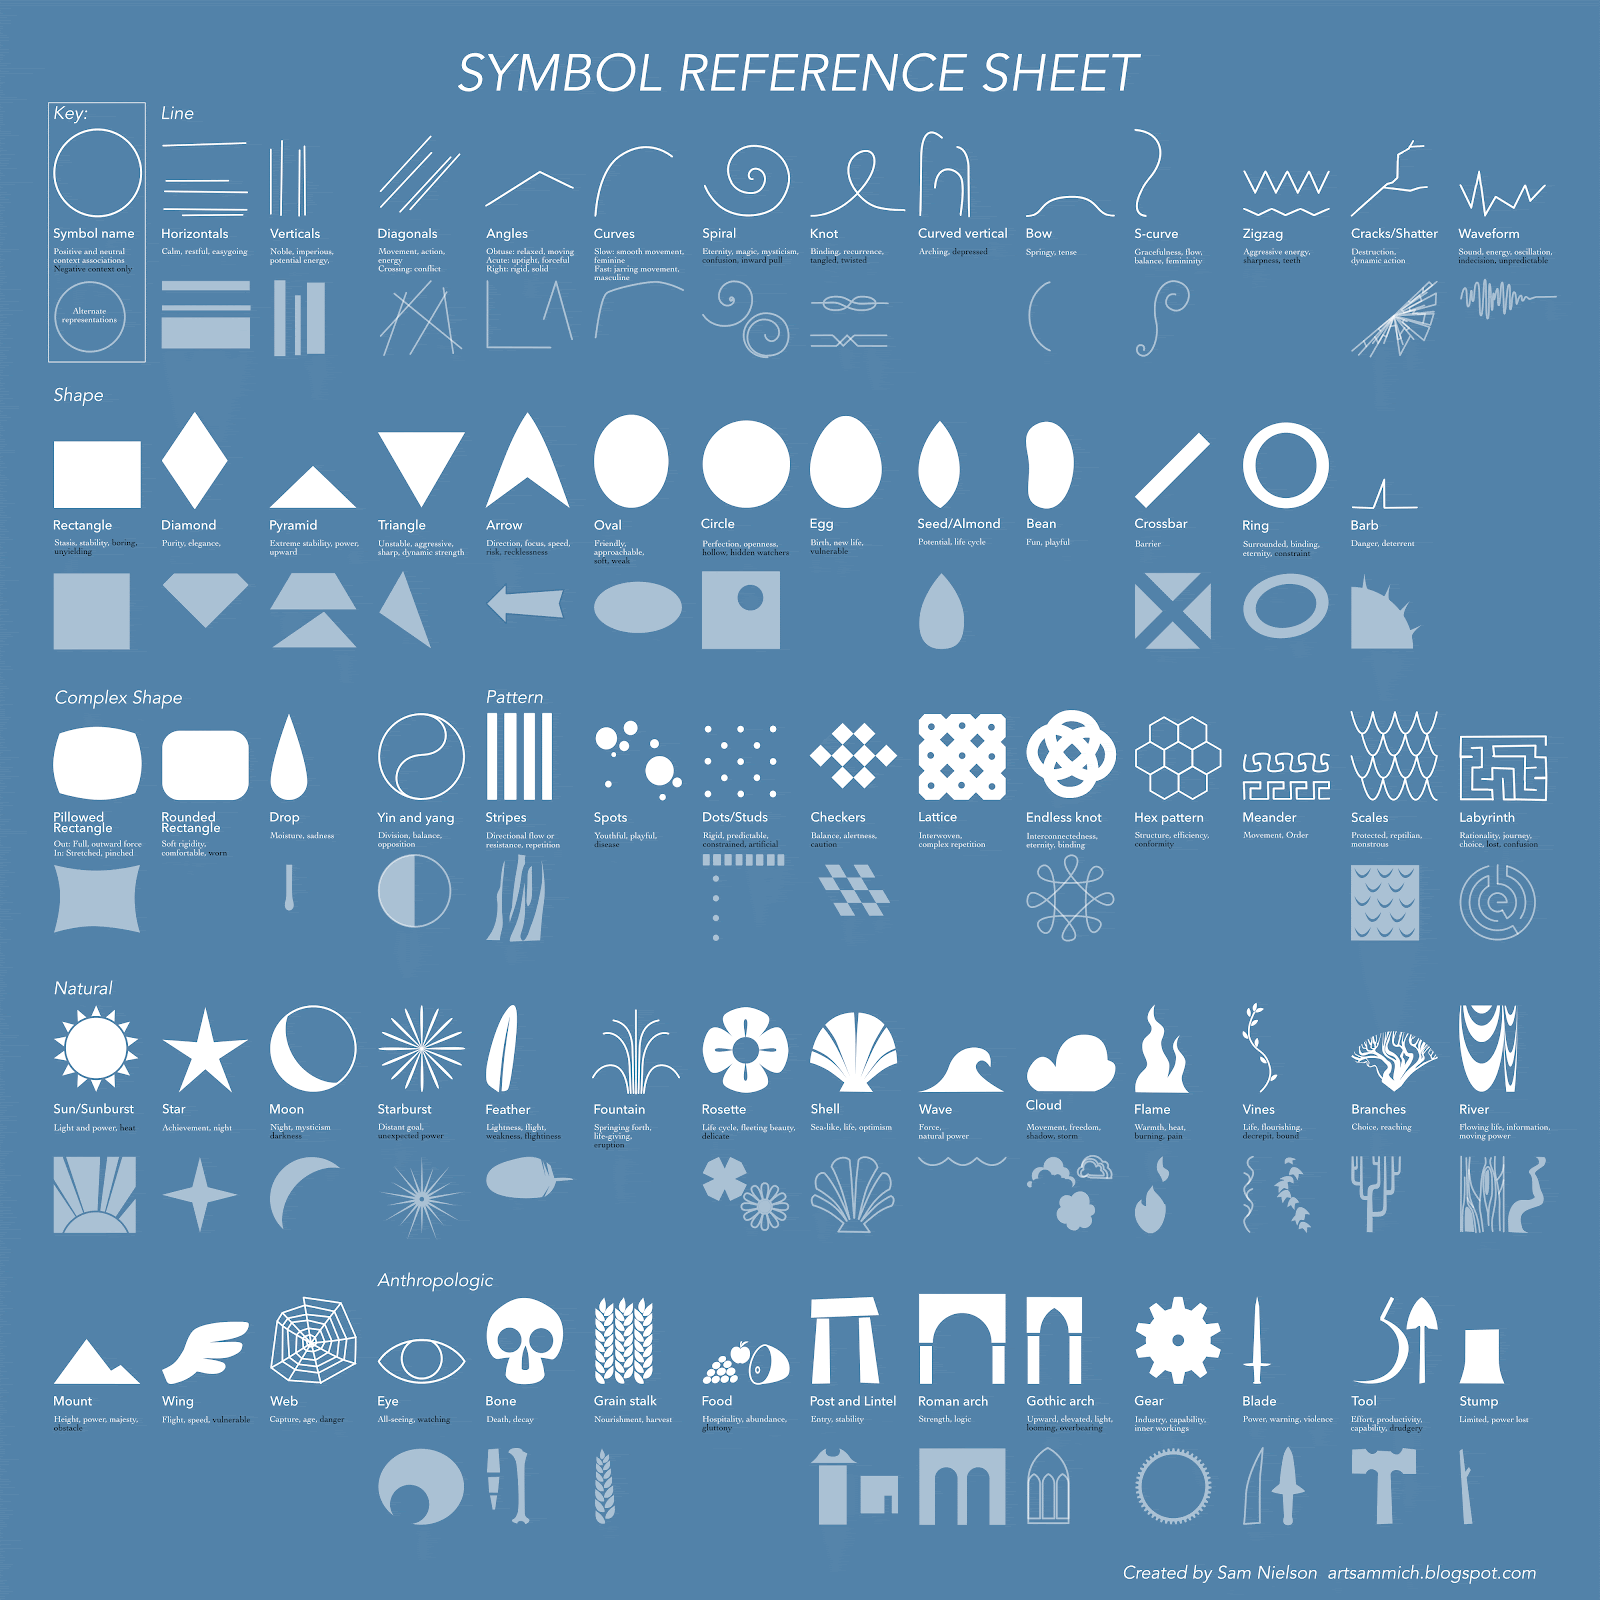 SYMBOL REFERENCE SHEET
Key:
Symbol name
Positive and neutral
context associations
Negative context only
Alternate
representations
Line
Horizontals
Calm, restful, easygoing
Verticals
Noble, imperious,
potential energy,
Diagonals
Movement, action,
energy
Crossing: conflict
Angles
Obtuse: relaxed, moving
Acute: uptight, forceful
Right: rigid, solid
Curves
Slow: smooth movement,
feminine
Fast: jarring movement,
masculine
Spiral
Eternity, magic, mysticism,
confusion, inward pull
Knot
Binding, recurrence,
tangled, twisted
Curved vertical
Arching, depressed
Bow
Springy, tense
S-curve
Gracefulness, flow,
balance, femininity
Zigzag
Aggressive energy,
sharpness, teeth
Cracks/Shatter
Destruction,
dynamic action
Waveform
Sound, energy, oscillation,
indecision, unpredictable
Shape
Rectangle
Stasis, stability, boring,
unyielding
Diamond
Purity, elegance,
Pyramid
Extreme stability, power,
upward
Triangle
Unstable, aggressive,
sharp, dynamic strength
Arrow
Direction, focus, speed,
risk, recklessness
Oval
Friendly,
approachable,
soft, weak
Circle
Perfection, openness,
hollow, hidden watchers
Egg
Birth, new life,
vulnerable
Seed/Almond
Potential, life cycle
Bean
Fun, playful
Crossbar
Barrier
Ring
Surrounded, binding,
eternity, constraint
Barb
Danger, deterrent
Complex Shape
Pillowed
Rectangle
Out: Full, outward force
In: Stretched, pinched
Rounded
Rectangle
Soft rigidity,
comfortable, worn
Drop
Moisture, sadness
Yin and yang
Division, balance,
opposition
Pattern
Stripes
Directional flow or
resistance, repetition
Spots
Youthful, playful,
disease
Dots/Studs
Rigid, predictable,
constrained, artificial
Checkers
Balance, alertness,
caution
Lattice
Interwoven,
complex repetition
Endless knot
Interconnectedness,
eternity, binding
Hex pattern
Structure, efficiency,
conformity
Meander
Movement, Order
Scales
Protected, reptilian,
monstrous
Labyrinth
Rationality, journey,
choice, lost, confusion
Natural
Sun/Sunburst
Light and power, heat
Star
Achievement, night
Moon
Night, mysticism
darkness
Starburst
Distant goal,
unexpected power
Feather
Lightness, flight,
weakness, flightiness
Fountain
Springing forth,
life-giving,
eruption
Rosette
Life cycle, fleeting beauty,
delicate
Shell
Sea-like, life, optimism
Wave
Force,
natural power
Cloud
Movement, freedom,
shadow, storm
Flame
Warmth, heat,
burning, pain
Vines
Life, flourishing,
decrepit, bound
Branches
Choice, reaching
River
Flowing life, information,
moving power
Mount
Height, power, majesty,
obstacle
Wing
Flight, speed, vulnerable
Web
Capture, age, danger
Anthropologic
Eye
All-seeing, watching
Bone
Death, decay
Grain stalk
Nourishment, harvest
Food
Hospitality, abundance,
gluttony
Post and Lintel
Entry, stability
Roman arch
Strength, logic
Gothic arch
Upward, elevated, light,
looming, overbearing
Gear
Industry, capability,
inner workings
Blade
Power, warning, violence
Tool
Effort, productivity,
capability, drudgery
Stump
Limited, power lost
Created by Sam Nielson artsammich.blogspot.com